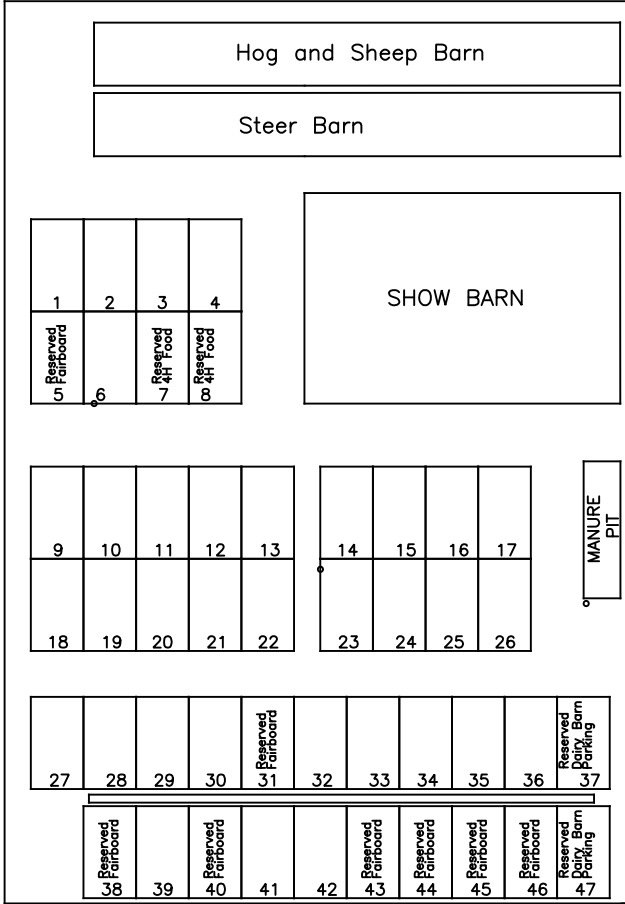 Hog and Sheep Barn
Steer Barn
SHOW BARN
1 2 3 4
Reserved
Fairboard
5
6
Reserved
4H Food
7
Reserved
4H Food
8
MANURE
PIT
9 10 11 12 13 14 15 16 17
18 19 20 21 22 23 24 25 26
27 28 29 30
Reserved
Fairboard
31
32 33 34 35 36
Reserved
Dairy Barn
Parking
37
Reserved
Fairboard
38
39
Reserved
Fairboard
40
41 42
Reserved
Fairboard
43
Reserved
Fairboard
44
Reserved
Fairboard
45
Reserved
Fairboard
46
Reserved
Dairy Barn
Parking
47